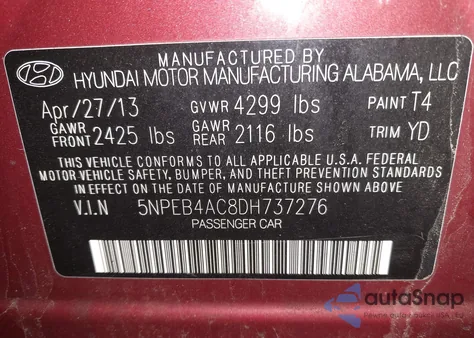 MANUFACTURED BY
HYUNDAI MOTOR MANUFACTURING ALABAMA, LLC
Apr/27/13 GVWR 4299 lbs PAINT T4
GAWR FRONT 2425 lbs GAWR REAR 2116 lbs TRIM YD
THIS VEHICLE CONFORMS TO ALL APPLICABLE U.S.A. FEDERAL
MOTOR VEHICLE SAFETY, BUMPER, AND THEFT PREVENTION STANDARDS
IN EFFECT ON THE DATE OF MANUFACTURE SHOWN ABOVE.
V.I.N 5NPEB4AC8DH737276
PASSENGER CAR
autoSnap